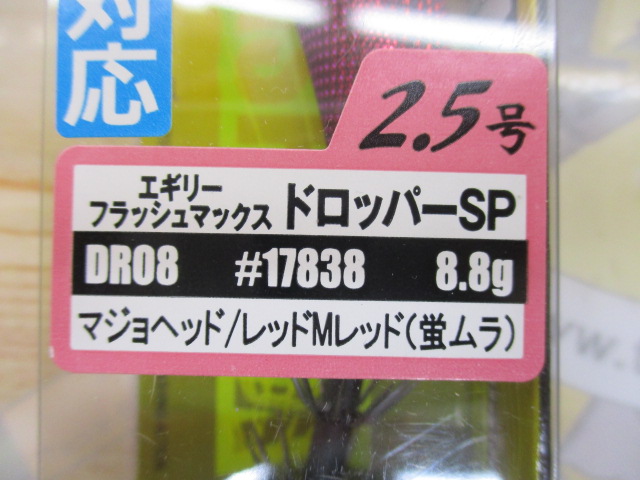 対応
2.5号
エギリー
フラッシュマックス ドロッパーSP
DR08 #17838 8.8g
マジョヘッド/レッドMレッド(蛍ムラ)